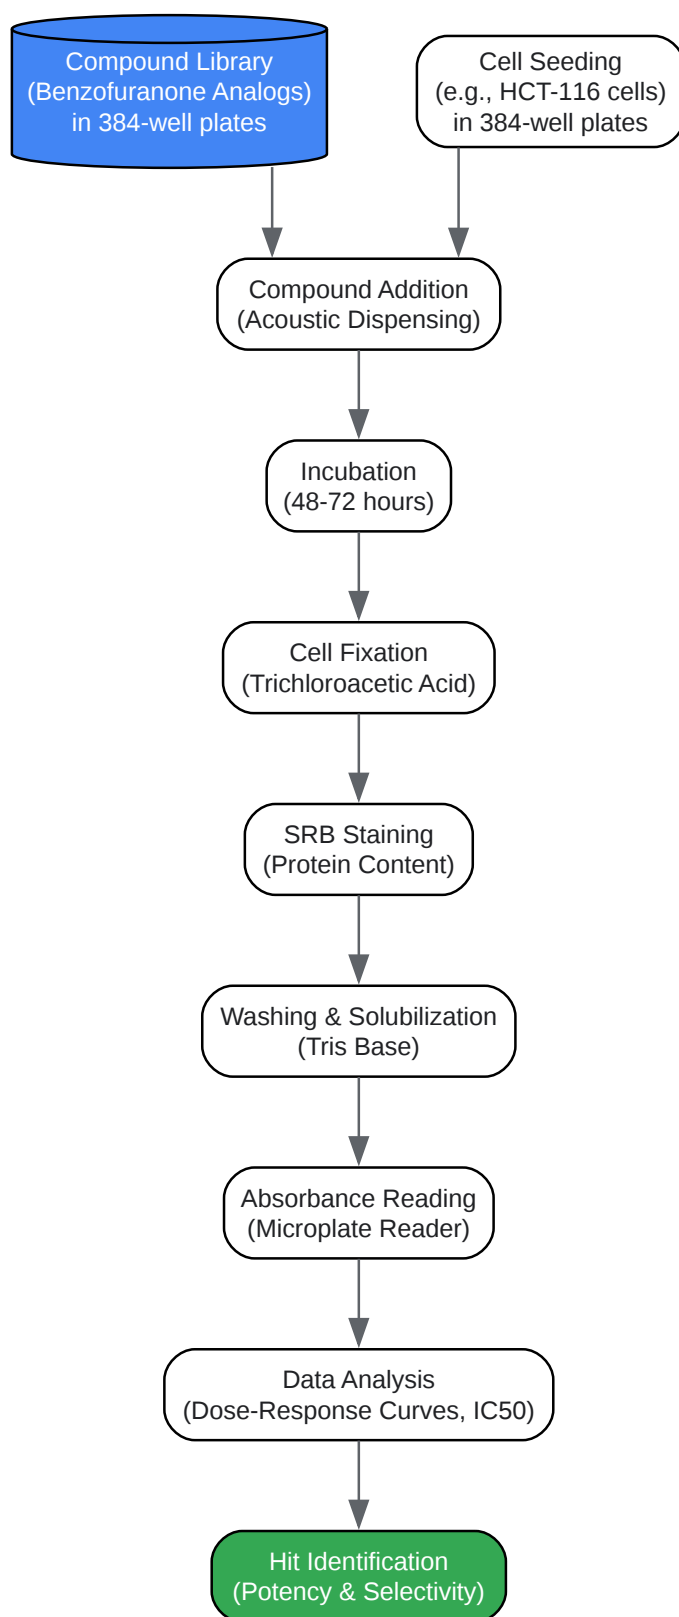 Compound Library
(Benzofuranone Analogs)
in 384-well plates
Cell Seeding
(e.g., HCT-116 cells)
in 384-well plates
Compound Addition
(Acoustic Dispensing)
Incubation
(48-72 hours)
Cell Fixation
(Trichloroacetic Acid)
SRB Staining
(Protein Content)
Washing & Solubilization
(Tris Base)
Absorbance Reading
(Microplate Reader)
Data Analysis
(Dose-Response Curves, IC50)
Hit Identification
(Potency & Selectivity)